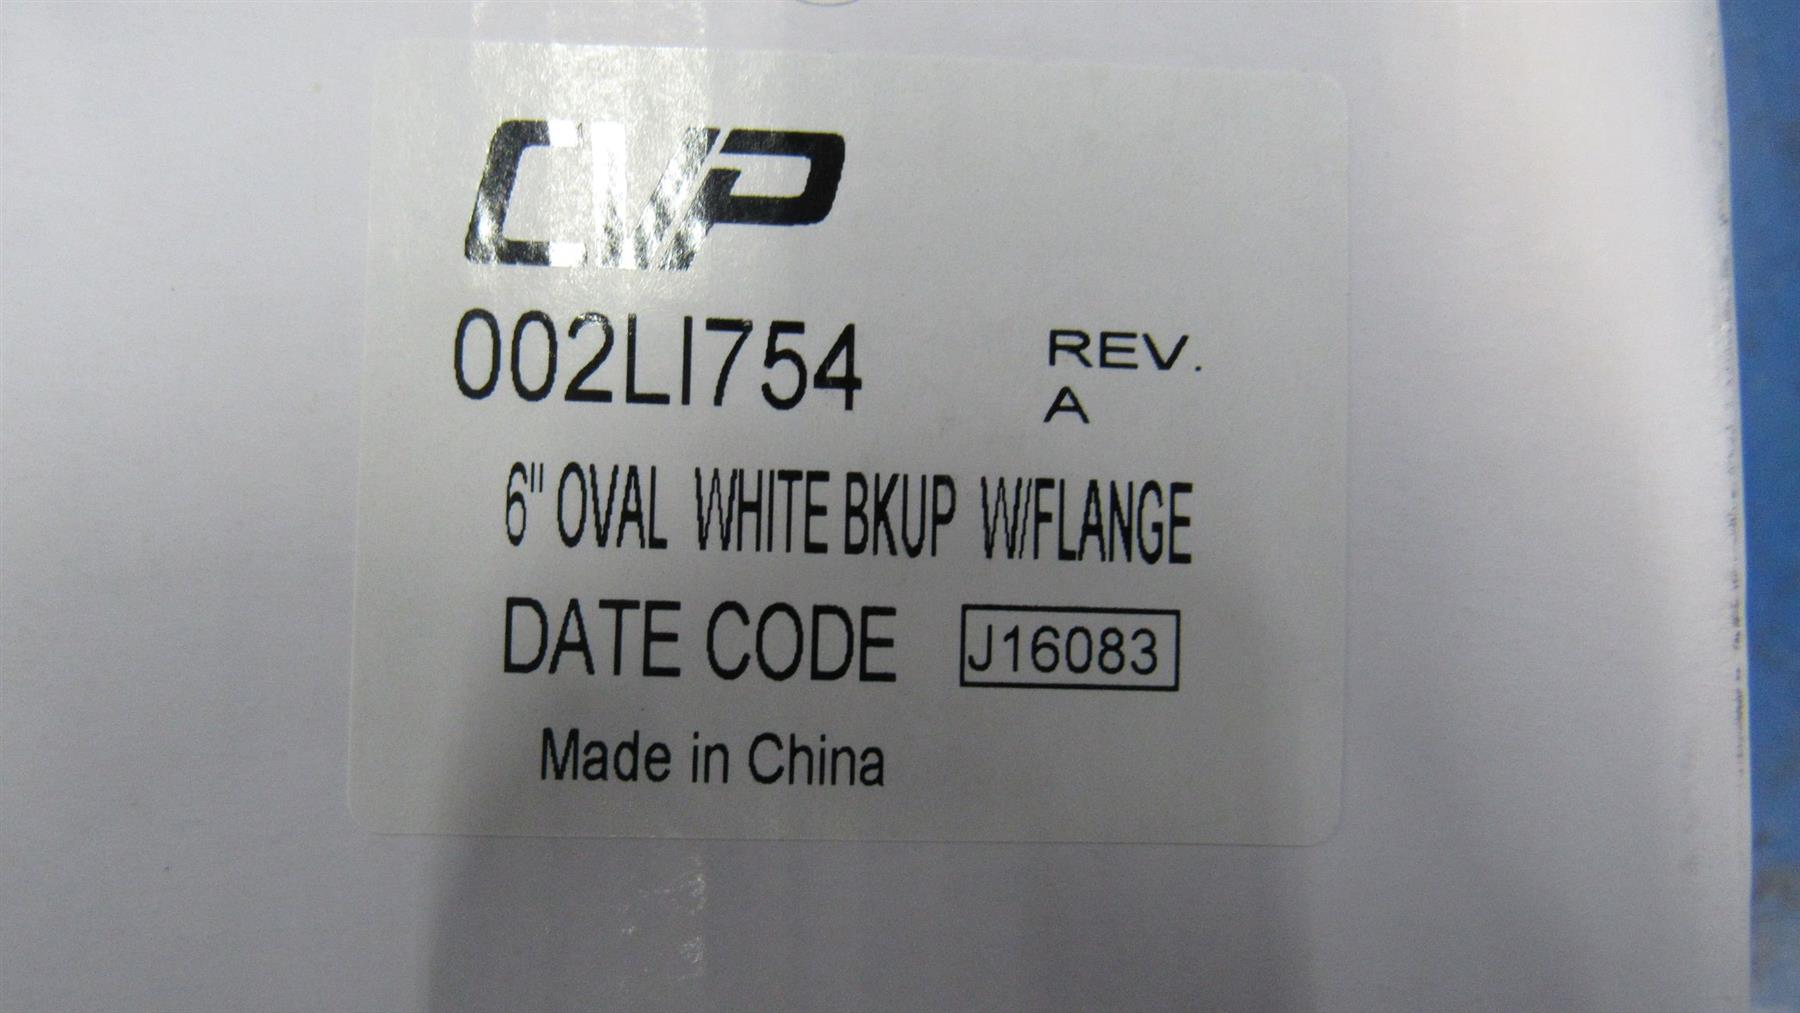 CVP
002LI754 REV.
A
6" OVAL WHITE BKUP W/FLANGE
DATE CODE J16083
Made in China